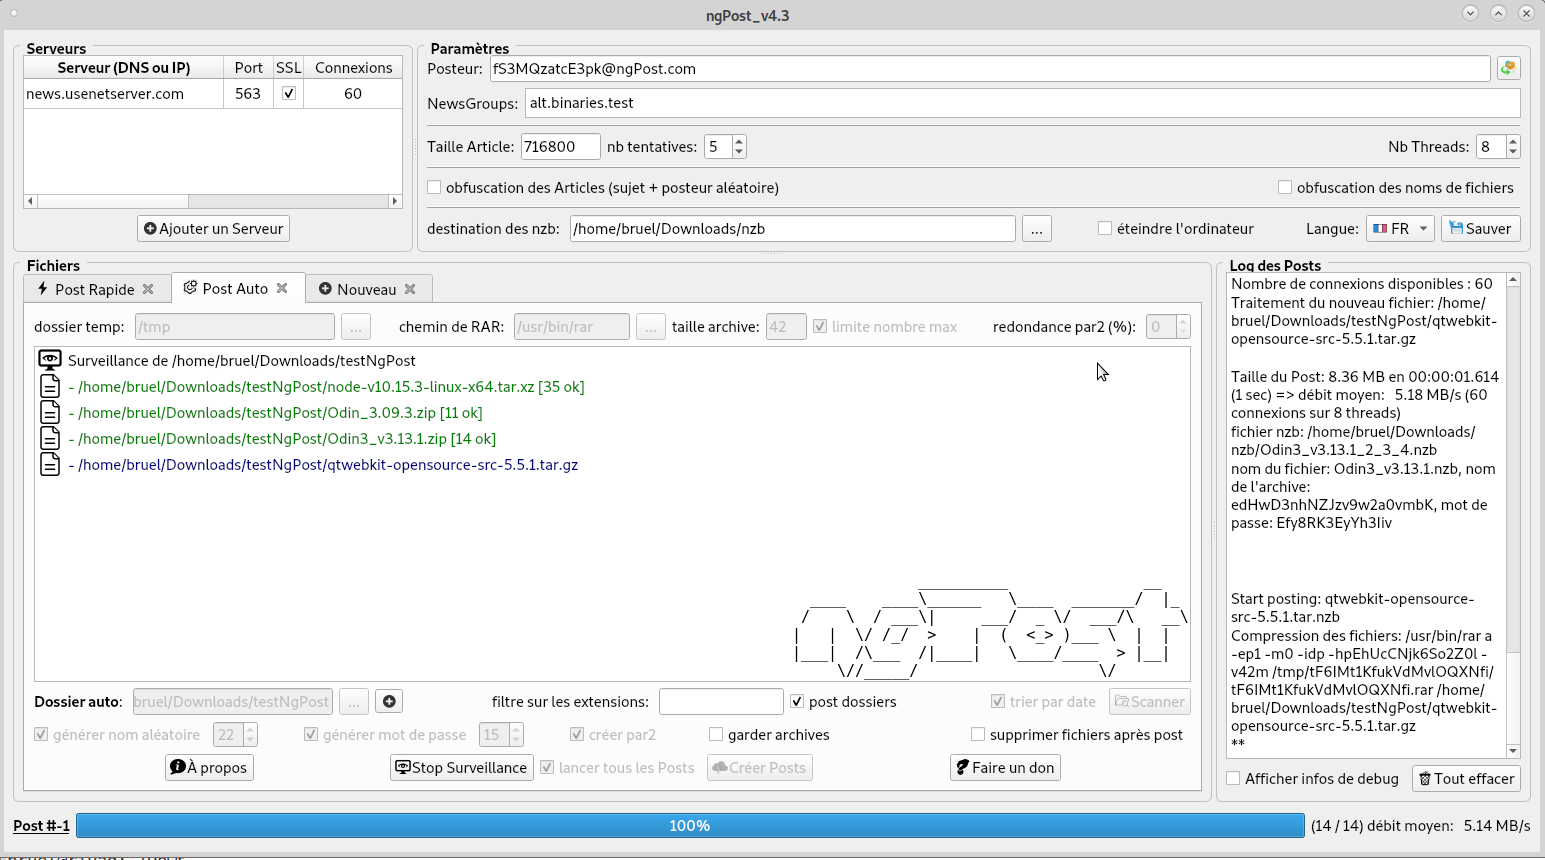 ngPost_v4.3
Serveurs
Serveur (DNS ou IP) Port SSL Connexions
news.usenetserver.com 563 60
Ajouter un Serveur
Paramètres
Posteur: fS3MQzatcE3pk@ngPost.com
NewsGroups: alt.binaries.test
Taille Article: 716800 nb tentatives: 5 Nb Threads: 8
obfuscation des Articles (sujet + posteur aléatoire) obfuscation des noms de fichiers
destination des nzb: /home/bruel/Downloads/nzb ... éteindre l'ordinateur Langue: FR Sauver
Fichiers
Post Rapide Post Auto Nouveau
dossier temp: /tmp ... chemin de RAR: /usr/bin/rar ... taille archive: 42 limite nombre max redondance par2 (%): 0
Surveillance de /home/bruel/Downloads/testNgPost
- /home/bruel/Downloads/testNgPost/node-v10.15.3-linux-x64.tar.xz [35 ok]
- /home/bruel/Downloads/testNgPost/Odin_3.09.3.zip [11 ok]
- /home/bruel/Downloads/testNgPost/Odin3_v3.13.1.zip [14 ok]
- /home/bruel/Downloads/testNgPost/qtwebkit-opensource-src-5.5.1.tar.gz
ngPost
Dossier auto: bruel/Downloads/testNgPost ... filtre sur les extensions: post dossiers trier par date Scanner
générer nom aléatoire 22 générer mot de passe 15 créer par2 garder archives supprimer fichiers après post
À propos Stop Surveillance lancer tous les Posts Créer Posts Faire un don
Log des Posts
Nombre de connexions disponibles : 60
Traitement du nouveau fichier: /home/
bruel/Downloads/testNgPost/qtwebkit-
opensource-src-5.5.1.tar.gz
Taille du Post: 8.36 MB en 00:00:01.614
(1 sec) => débit moyen: 5.18 MB/s (60
connexions sur 8 threads)
fichier nzb: /home/bruel/Downloads/
nzb/Odin3_v3.13.1_2_3_4.nzb
nom du fichier: Odin3_v3.13.1.nzb, nom
de l'archive:
edHwD3nhNZJzv9w2a0vmbK, mot de
passe: Efy8RK3EyYh3Iiv
Start posting: qtwebkit-opensource-
src-5.5.1.tar.nzb
Compression des fichiers: /usr/bin/rar a
-ep1 -m0 -idp -hpEhUcCNjk6So2Z0l -
v42m /tmp/tF6IMt1KfukVdMvlOQXNfi/
tF6IMt1KfukVdMvlOQXNfi.rar /home/
bruel/Downloads/testNgPost/qtwebkit-
opensource-src-5.5.1.tar.gz
**
Afficher infos de debug Tout effacer
Post #-1 100% (14 / 14) débit moyen: 5.14 MB/s